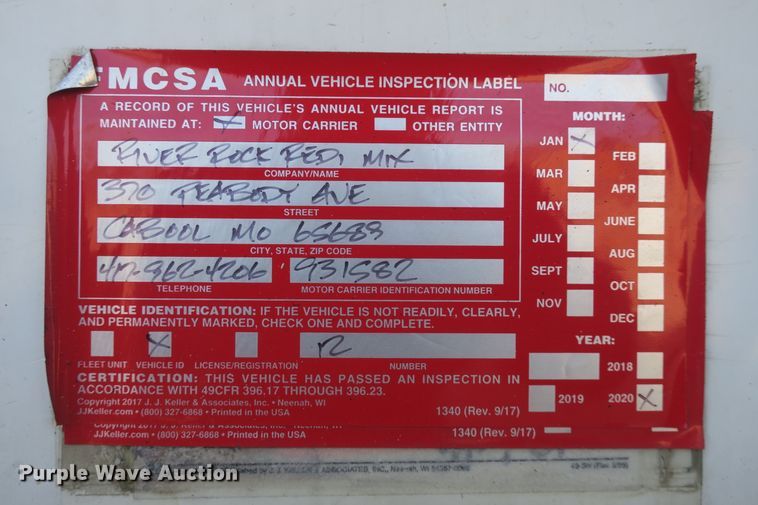 FMCSA ANNUAL VEHICLE INSPECTION LABEL NO.
A RECORD OF THIS VEHICLE'S ANNUAL VEHICLE REPORT IS
MAINTAINED AT: X MOTOR CARRIER OTHER ENTITY
RIVER ROCK REDI MIX
COMPANY/NAME
370 PEABODY AVE
STREET
CABOOL MO 65689
CITY, STATE, ZIP CODE
417-962-4206 931582
TELEPHONE MOTOR CARRIER IDENTIFICATION NUMBER
VEHICLE IDENTIFICATION: IF THE VEHICLE IS NOT READILY, CLEARLY,
AND PERMANENTLY MARKED, CHECK ONE AND COMPLETE.
X 12
FLEET UNIT VEHICLE ID LICENSE/REGISTRATION NUMBER
CERTIFICATION: THIS VEHICLE HAS PASSED AN INSPECTION IN
ACCORDANCE WITH 49CFR 396.17 THROUGH 396.23.
Copyright 2017 J. J. Keller & Associates, Inc. • Neenah, WI
JJKeller.com • (800) 327-6868 • Printed in the USA 1340 (Rev. 9/17)
MONTH:
JAN X FEB
MAR APR
MAY JUNE
JULY AUG
SEPT OCT
NOV DEC
YEAR:
2018
2019 2020 X
Copyright 2017 J. J. Keller & Associates, Inc. • Neenah, WI
JJKeller.com • (800) 327-6868 • Printed in the USA 1340 (Rev. 9/17)
Purple Wave Auction